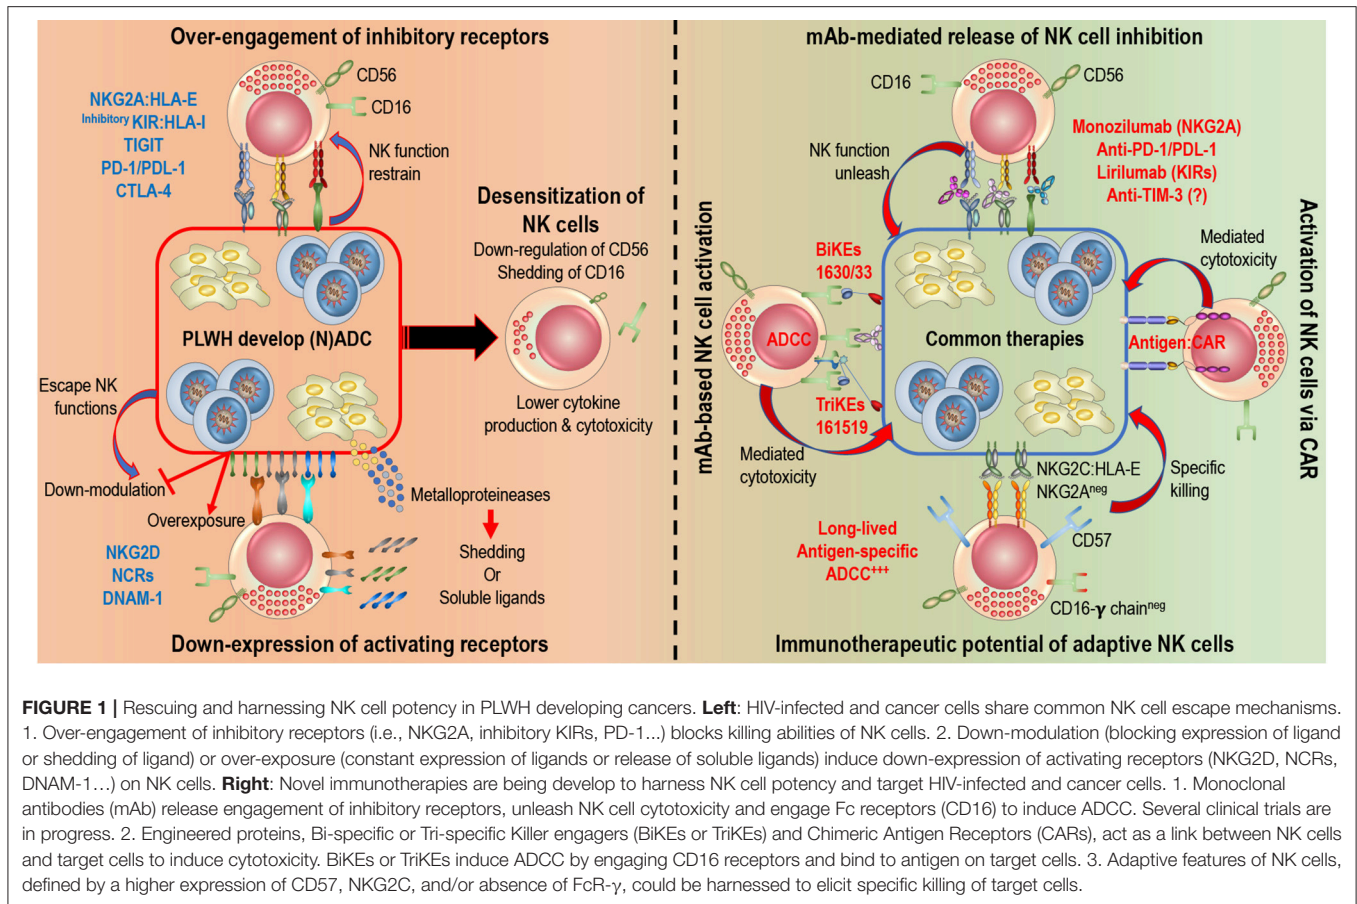 Over-engagement of inhibitory receptors
CD56
CD16
NKG2A:HLA-E
Inhibitory KIR:HLA-I
TIGIT
PD-1/PDL-1
CTLA-4
NK function
restrain
PLWH develop (N)ADC
Desensitization of
NK cells
Down-regulation of CD56
Shedding of CD16
Lower cytokine
production & cytotoxicity
Escape NK
functions
Down-modulation
Overexposure
NKG2D
NCRs
DNAM-1
Metalloproteineases
Shedding
Or
Soluble ligands
Down-expression of activating receptors
mAb-mediated release of NK cell inhibition
CD16
CD56
NK function
unleash
Monozilumab (NKG2A)
Anti-PD-1/PDL-1
Lirilumab (KIRs)
Anti-TIM-3 (?)
mAb-based NK cell activation
BiKEs
1630/33
ADCC
TriKEs
161519
Mediated
cytotoxicity
Common therapies
Mediated
cytotoxicity
Antigen:CAR
Activation of NK cells via CAR
NKG2C:HLA-E
NKG2Aneg
Specific
killing
Long-lived
Antigen-specific
ADCC+++
CD57
CD16-γ chainneg
Immunotherapeutic potential of adaptive NK cells
FIGURE 1 | Rescuing and harnessing NK cell potency in PLWH developing cancers. Left: HIV-infected and cancer cells share common NK cell escape mechanisms.
1. Over-engagement of inhibitory receptors (i.e., NKG2A, inhibitory KIRs, PD-1...) blocks killing abilities of NK cells. 2. Down-modulation (blocking expression of ligand
or shedding of ligand) or over-exposure (constant expression of ligands or release of soluble ligands) induce down-expression of activating receptors (NKG2D, NCRs,
DNAM-1…) on NK cells. Right: Novel immunotherapies are being develop to harness NK cell potency and target HIV-infected and cancer cells. 1. Monoclonal
antibodies (mAb) release engagement of inhibitory receptors, unleash NK cell cytotoxicity and engage Fc receptors (CD16) to induce ADCC. Several clinical trials are
in progress. 2. Engineered proteins, Bi-specific or Tri-specific Killer engagers (BiKEs or TriKEs) and Chimeric Antigen Receptors (CARs), act as a link between NK cells
and target cells to induce cytotoxicity. BiKEs or TriKEs induce ADCC by engaging CD16 receptors and bind to antigen on target cells. 3. Adaptive features of NK cells,
defined by a higher expression of CD57, NKG2C, and/or absence of FcR-γ, could be harnessed to elicit specific killing of target cells.